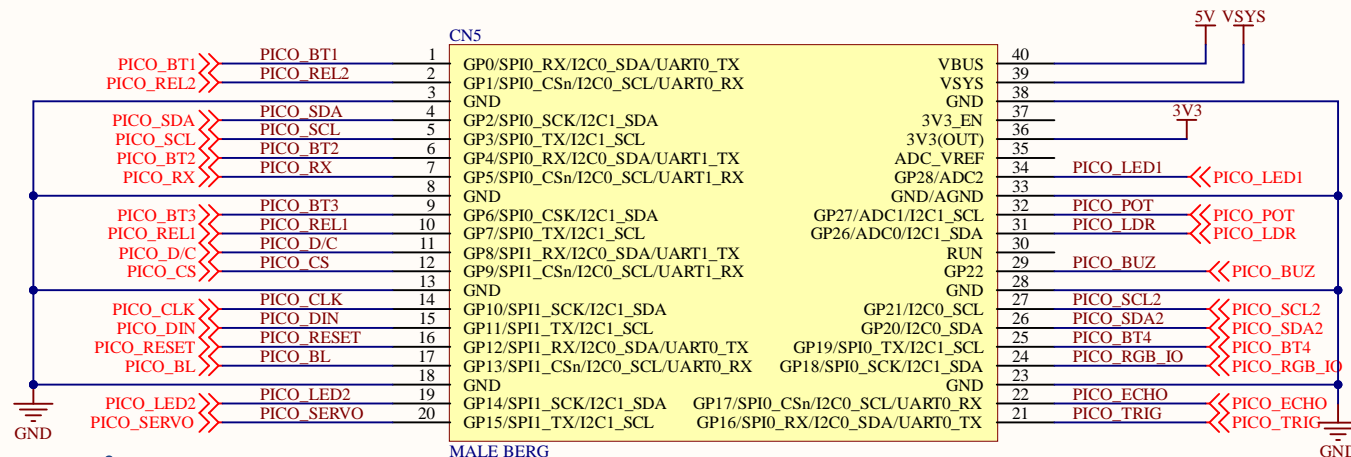 5V VSYS
CN5
PICO_BT1 PICO_BT1 1 GP0/SPI0_RX/I2C0_SDA/UART0_TX VBUS 40
PICO_REL2 PICO_REL2 2 GP1/SPI0_CSn/I2C0_SCL/UART0_RX VSYS 39
3 GND GND 38
PICO_SDA PICO_SDA 4 GP2/SPI0_SCK/I2C1_SDA 3V3_EN 37 3V3
PICO_SCL PICO_SCL 5 GP3/SPI0_TX/I2C1_SCL 3V3(OUT) 36
PICO_BT2 PICO_BT2 6 GP4/SPI0_RX/I2C0_SDA/UART1_TX ADC_VREF 35
PICO_RX PICO_RX 7 GP5/SPI0_CSn/I2C0_SCL/UART1_RX GP28/ADC2 34 PICO_LED1 PICO_LED1
8 GND GND/AGND 33
PICO_BT3 PICO_BT3 9 GP6/SPI0_CSK/I2C1_SDA GP27/ADC1/I2C1_SCL 32 PICO_POT PICO_POT
PICO_REL1 PICO_REL1 10 GP7/SPI0_TX/I2C1_SCL GP26/ADC0/I2C1_SDA 31 PICO_LDR PICO_LDR
PICO_D/C PICO_D/C 11 GP8/SPI1_RX/I2C0_SDA/UART1_TX RUN 30
PICO_CS PICO_CS 12 GP9/SPI1_CSn/I2C0_SCL/UART1_RX GP22 29 PICO_BUZ PICO_BUZ
13 GND GND 28
PICO_CLK PICO_CLK 14 GP10/SPI1_SCK/I2C1_SDA GP21/I2C0_SCL 27 PICO_SCL2 PICO_SCL2
PICO_DIN PICO_DIN 15 GP11/SPI1_TX/I2C1_SCL GP20/I2C0_SDA 26 PICO_SDA2 PICO_SDA2
PICO_RESET PICO_RESET 16 GP12/SPI1_RX/I2C0_SDA/UART0_TX GP19/SPI0_TX/I2C1_SCL 25 PICO_BT4 PICO_BT4
PICO_BL PICO_BL 17 GP13/SPI1_CSn/I2C0_SCL/UART0_RX GP18/SPI0_SCK/I2C1_SDA 24 PICO_RGB_IO PICO_RGB_IO
18 GND GND 23
PICO_LED2 PICO_LED2 19 GP14/SPI1_SCK/I2C1_SDA GP17/SPI0_CSn/I2C0_SCL/UART0_RX 22 PICO_ECHO PICO_ECHO
PICO_SERVO PICO_SERVO 20 GP15/SPI1_TX/I2C1_SCL GP16/SPI0_RX/I2C0_SDA/UART0_TX 21 PICO_TRIG PICO_TRIG
GND GND
MALE BERG